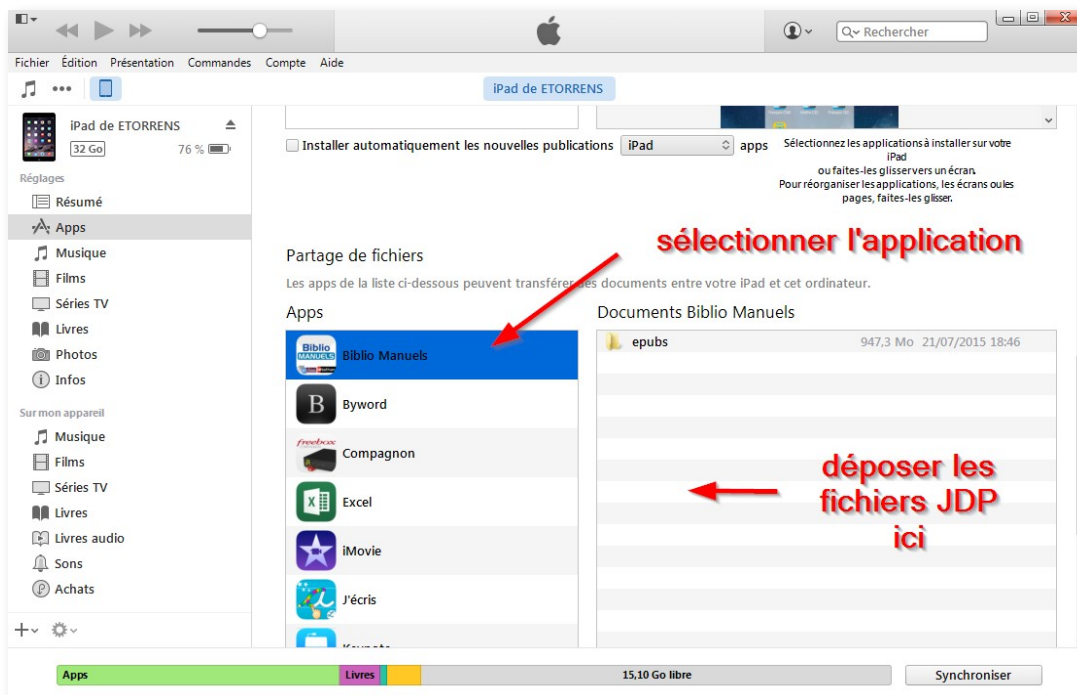 Rechercher
Fichier Édition Présentation Commandes Compte Aide
iPad de ETORRENS
iPad de ETORRENS
32 Go 76 %
Réglages
Résumé
Apps
Musique
Films
Séries TV
Livres
Photos
Infos
Sur mon appareil
Musique
Films
Séries TV
Livres
Livres audio
Sons
Achats
Installer automatiquement les nouvelles publications iPad apps
Sélectionnez les applications à installer sur votre
iPad
ou faites-les glisser vers un écran.
Pour réorganiser les applications, les écrans ou les
pages, faites-les glisser.
sélectionner l'application
Partage de fichiers
Les apps de la liste ci-dessous peuvent transférer des documents entre votre iPad et cet ordinateur.
Apps
Biblio
MANUELS
Biblio Manuels
B Byword
freebox
Compagnon
Excel
iMovie
J'écris
Keynote
Documents Biblio Manuels
epubs 947,3 Mo 21/07/2015 18:46
déposer les
fichiers JDP
ici
Apps Livres 15,10 Go libre Synchroniser